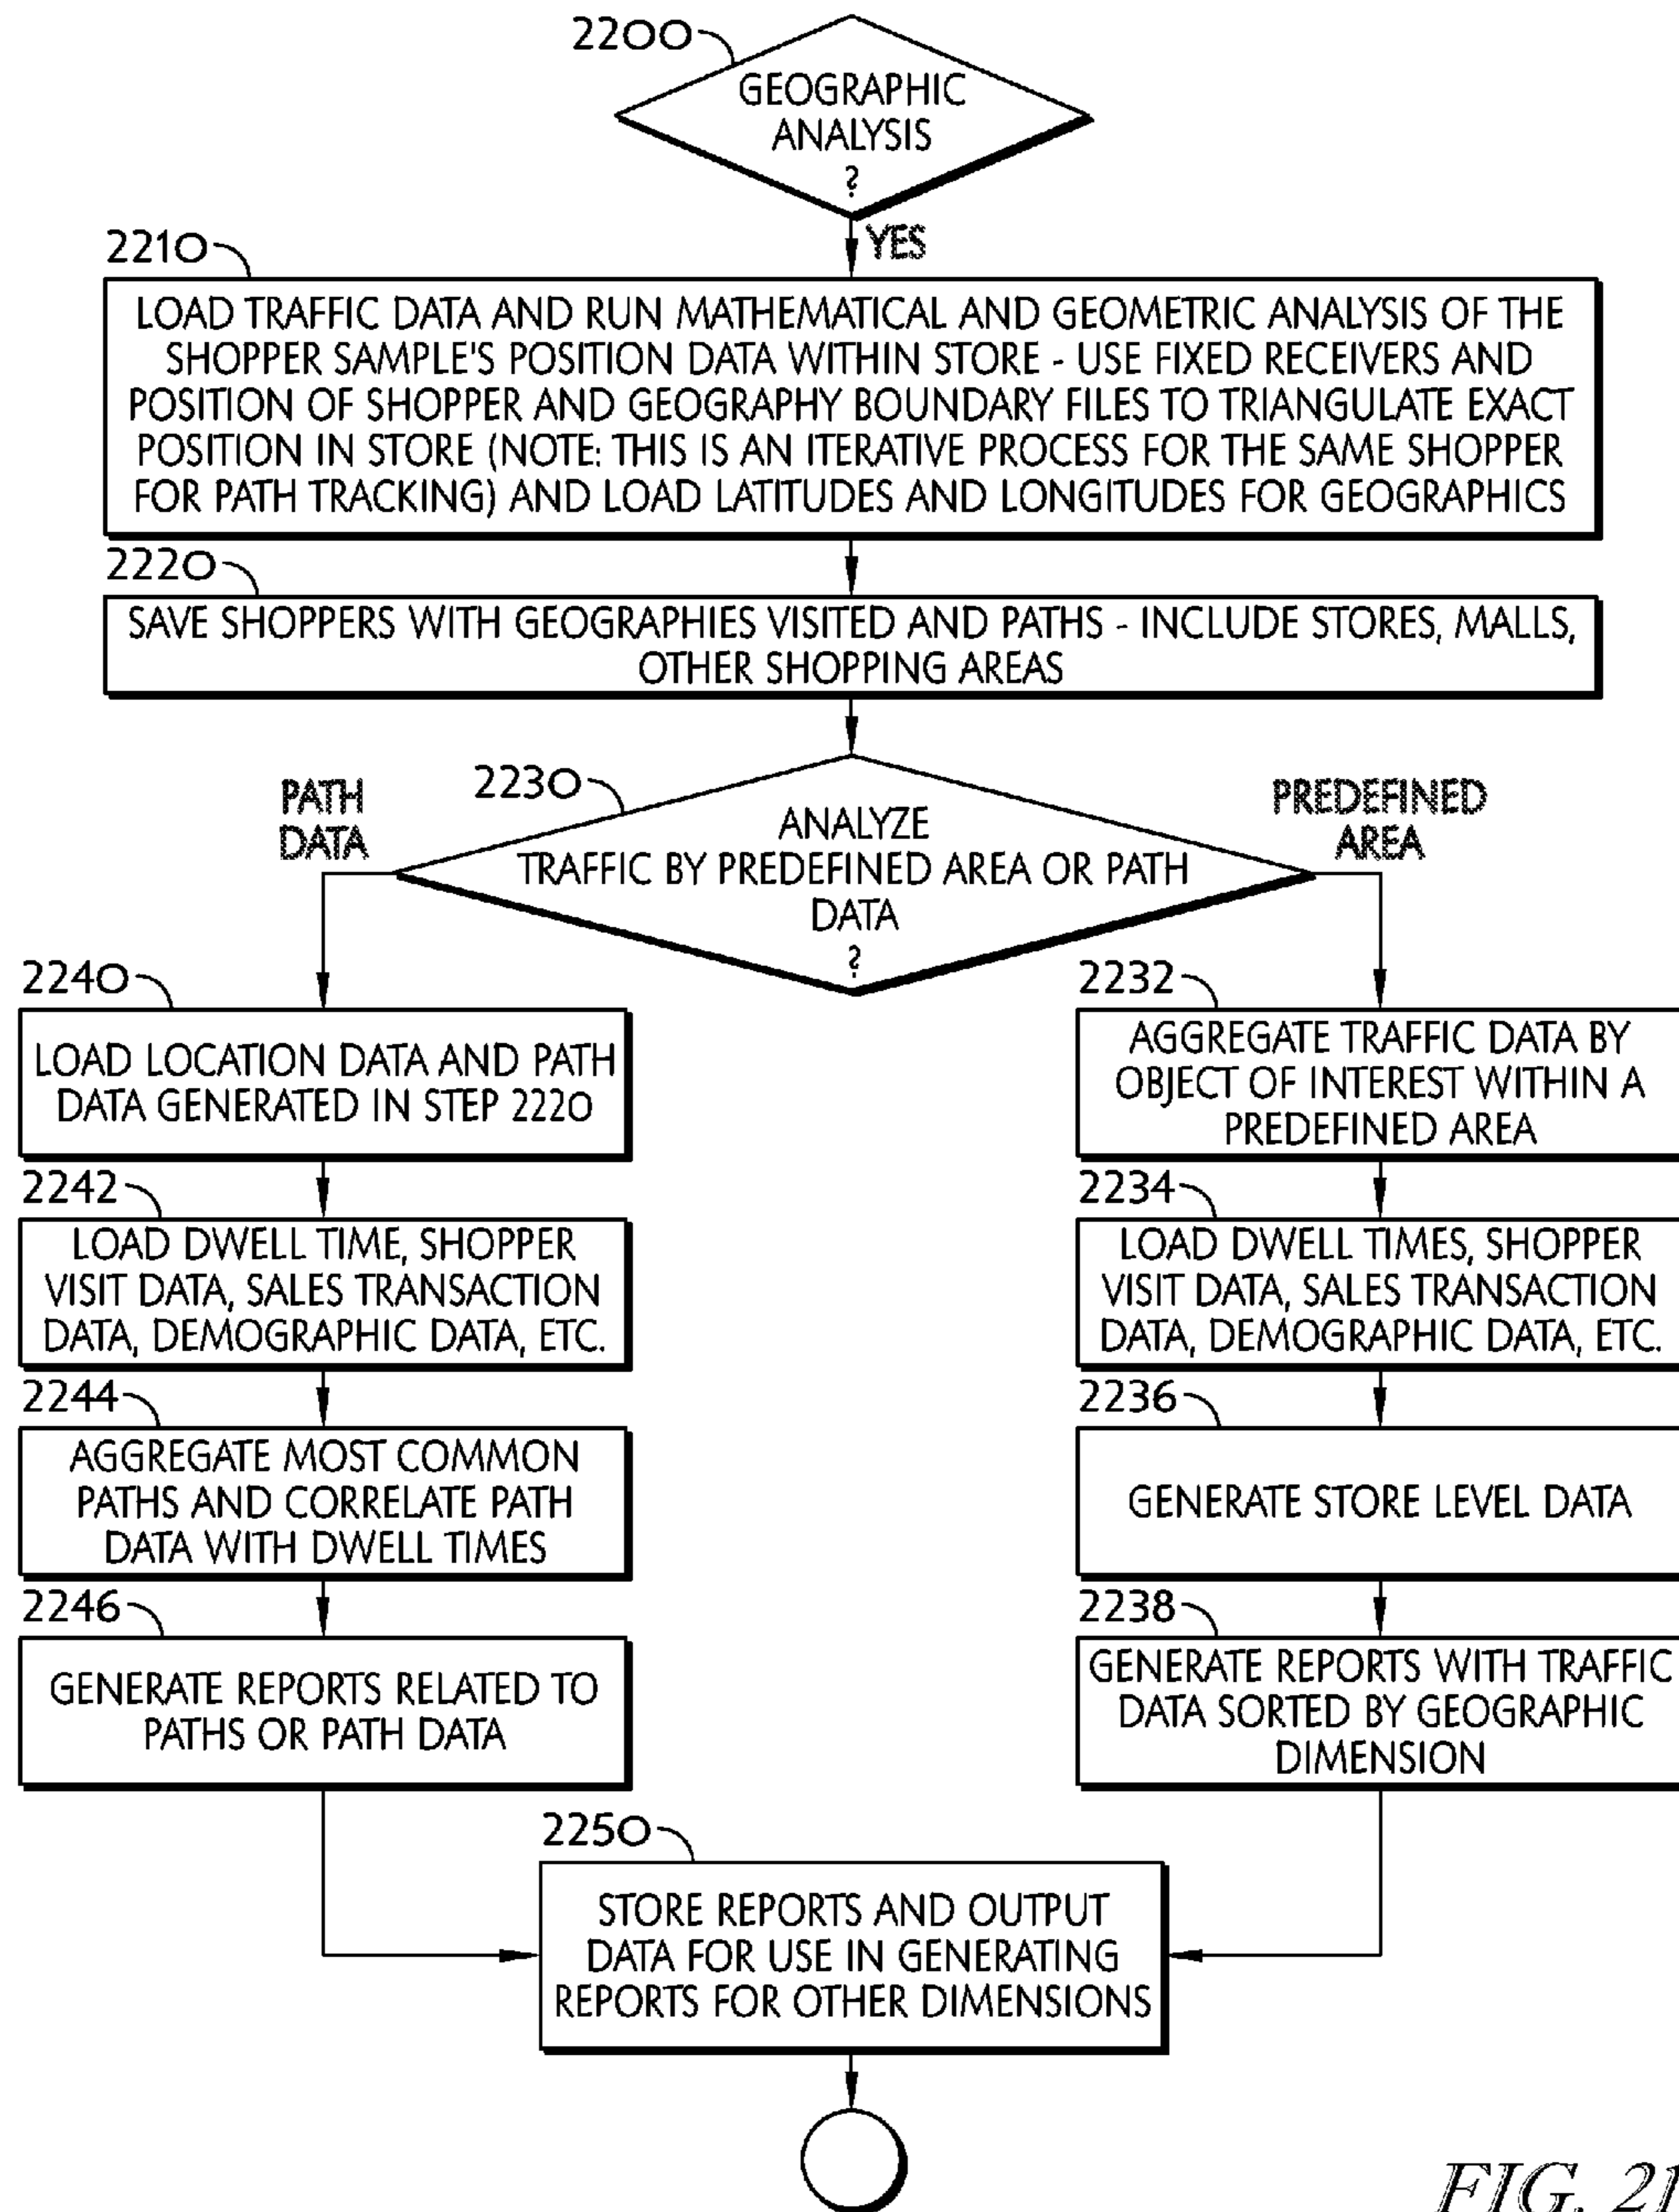 2200
GEOGRAPHIC
ANALYSIS
?
YES
2210
LOAD TRAFFIC DATA AND RUN MATHEMATICAL AND GEOMETRIC ANALYSIS OF THE
SHOPPER SAMPLE'S POSITION DATA WITHIN STORE - USE FIXED RECEIVERS AND
POSITION OF SHOPPER AND GEOGRAPHY BOUNDARY FILES TO TRIANGULATE EXACT
POSITION IN STORE (NOTE: THIS IS AN ITERATIVE PROCESS FOR THE SAME SHOPPER
FOR PATH TRACKING) AND LOAD LATITUDES AND LONGITUDES FOR GEOGRAPHICS
2220
SAVE SHOPPERS WITH GEOGRAPHIES VISITED AND PATHS - INCLUDE STORES, MALLS,
OTHER SHOPPING AREAS
2230
ANALYZE
TRAFFIC BY PREDEFINED AREA OR PATH
DATA
?
PATH
DATA
2240
LOAD LOCATION DATA AND PATH
DATA GENERATED IN STEP 2220
2242
LOAD DWELL TIME, SHOPPER
VISIT DATA, SALES TRANSACTION
DATA, DEMOGRAPHIC DATA, ETC.
2244
AGGREGATE MOST COMMON
PATHS AND CORRELATE PATH
DATA WITH DWELL TIMES
2246
GENERATE REPORTS RELATED TO
PATHS OR PATH DATA
PREDEFINED
AREA
2232
AGGREGATE TRAFFIC DATA BY
OBJECT OF INTEREST WITHIN A
PREDEFINED AREA
2234
LOAD DWELL TIMES, SHOPPER
VISIT DATA, SALES TRANSACTION
DATA, DEMOGRAPHIC DATA, ETC.
2236
GENERATE STORE LEVEL DATA
2238
GENERATE REPORTS WITH TRAFFIC
DATA SORTED BY GEOGRAPHIC
DIMENSION
2250
STORE REPORTS AND OUTPUT
DATA FOR USE IN GENERATING
REPORTS FOR OTHER DIMENSIONS
FIG. 21